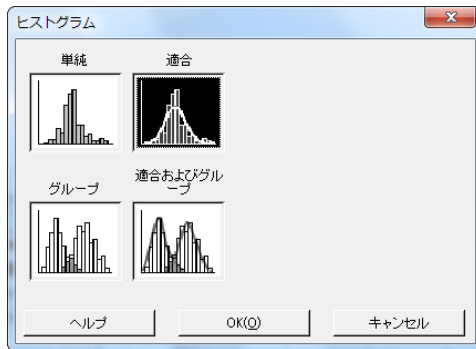 ヒストグラム
単純
適合
グループ
適合およびグル
ープ
ヘルプ
OK(O)
キャンセル